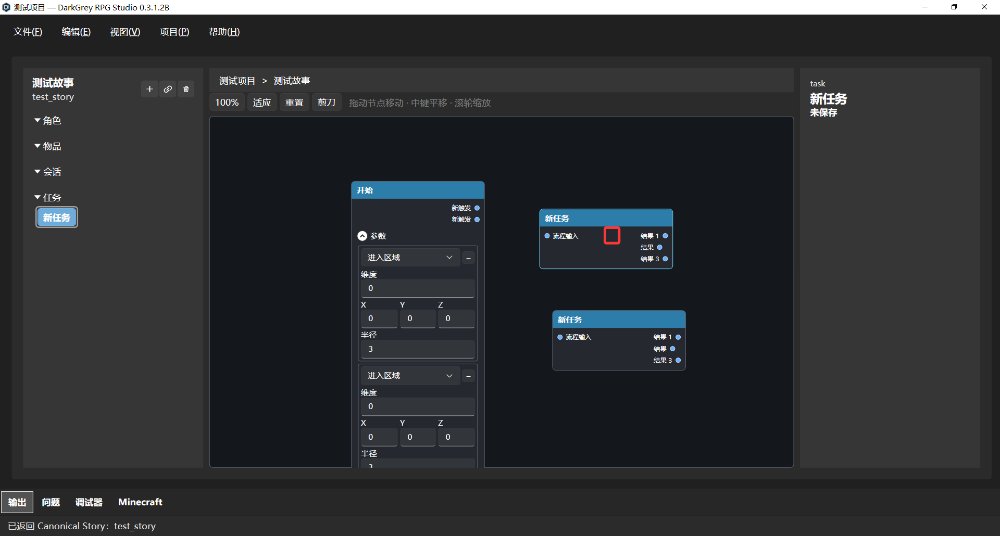 测试项目 — DarkGrey RPG Studio 0.3.1.2B
文件(F) 编辑(E) 视图(V) 项目(P) 帮助(H)
测试故事
test_story
角色
物品
会话
任务
新任务
测试项目 > 测试故事
100% 适应 重置 剪刀 拖动节点移动 · 中键平移 · 滚轮缩放
开始
新触发
新触发
参数
进入区域
维度
0
X Y Z
0 0 0
半径
3
进入区域
维度
0
X Y Z
0 0 0
半径
3
新任务
流程输入 结果 1
结果
结果 3
新任务
流程输入 结果 1
结果
结果 3
task
新任务
未保存
输出 问题 调试器 Minecraft
已返回 Canonical Story：test_story